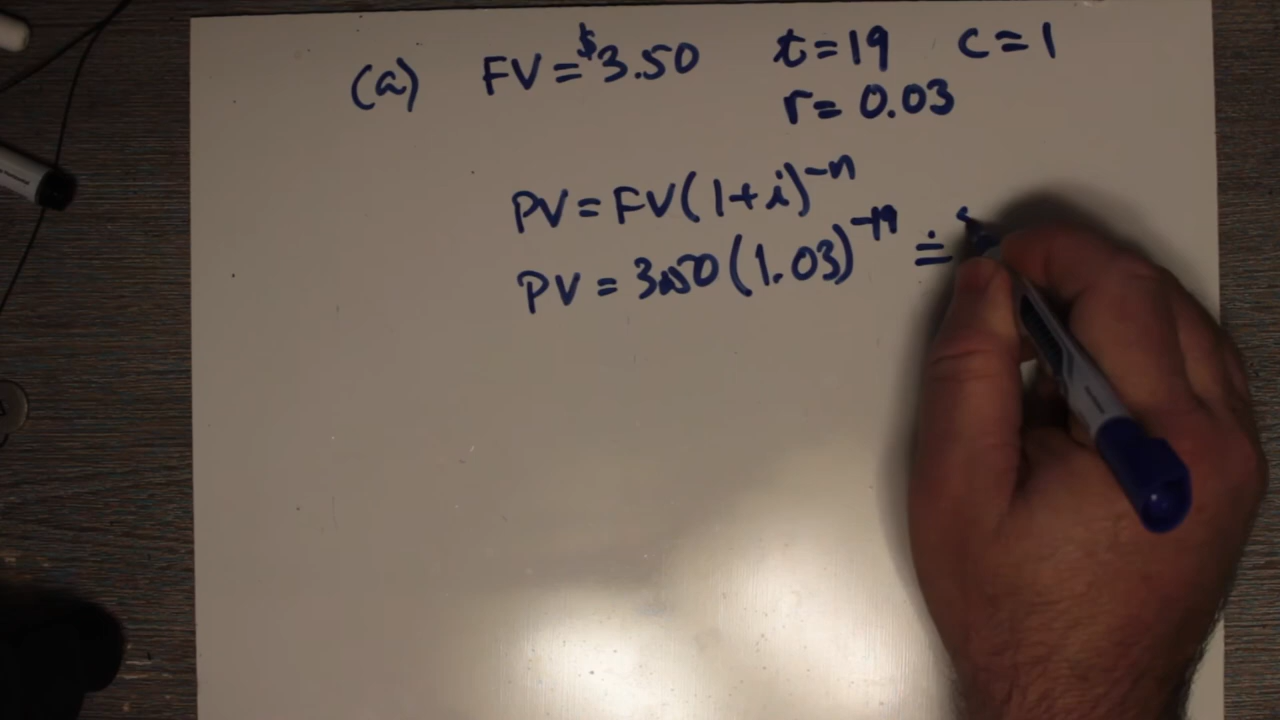 (a) FV = $3.50 t = 19 c = 1
r = 0.03
PV = FV(1+i)^-n
PV = 3.50(1.03)^-19 ≐